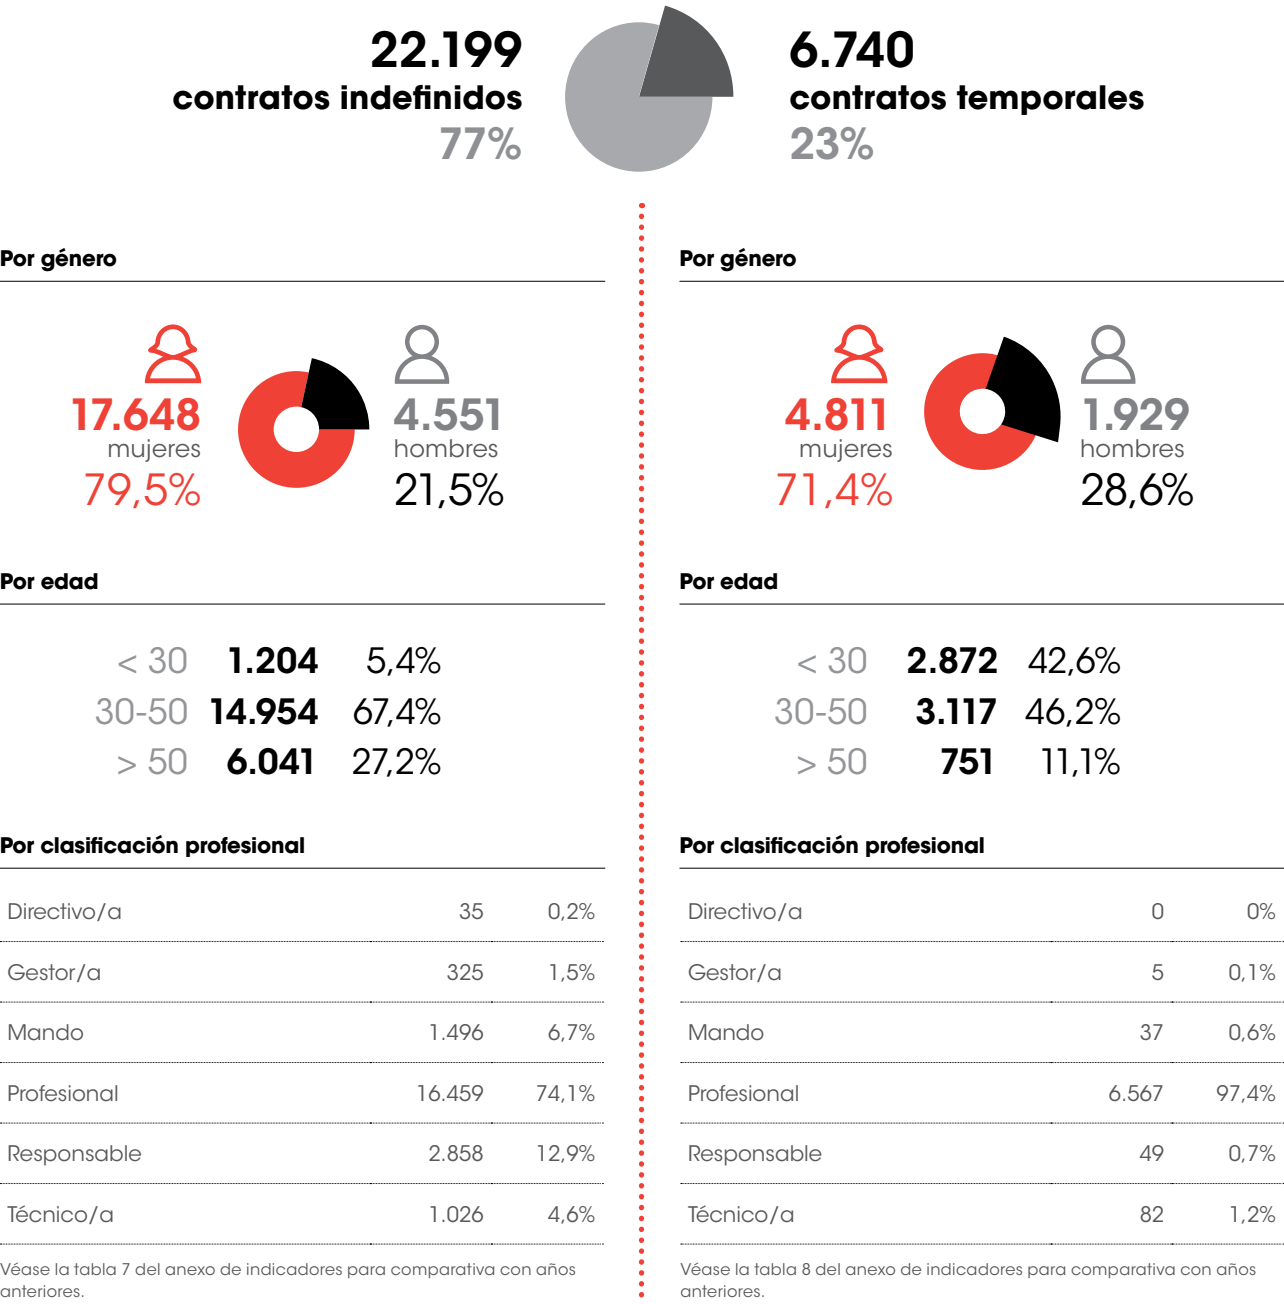 22.199
contratos indefinidos
77%
6.740
contratos temporales
23%
Por género
17.648
mujeres
79,5%
4.551
hombres
21,5%
Por edad
< 30 1.204 5,4%
30-50 14.954 67,4%
> 50 6.041 27,2%
Por clasificación profesional
Directivo/a 35 0,2%
Gestor/a 325 1,5%
Mando 1.496 6,7%
Profesional 16.459 74,1%
Responsable 2.858 12,9%
Técnico/a 1.026 4,6%
Véase la tabla 7 del anexo de indicadores para comparativa con años
anteriores.
Por género
4.811
mujeres
71,4%
1.929
hombres
28,6%
Por edad
< 30 2.872 42,6%
30-50 3.117 46,2%
> 50 751 11,1%
Por clasificación profesional
Directivo/a 0 0%
Gestor/a 5 0,1%
Mando 37 0,6%
Profesional 6.567 97,4%
Responsable 49 0,7%
Técnico/a 82 1,2%
Véase la tabla 8 del anexo de indicadores para comparativa con años
anteriores.